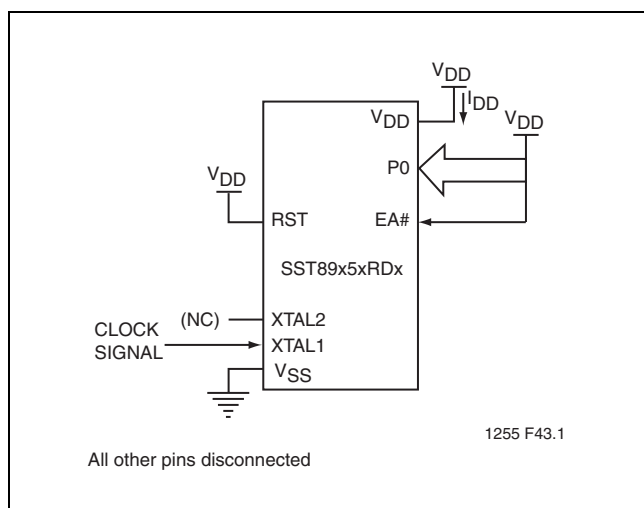 VDD
IDD
VDD
VDD
P0
VDD
RST
EA#
SST89x5xRDx
(NC)
XTAL2
CLOCK
SIGNAL
XTAL1
VSS
1255 F43.1
All other pins disconnected